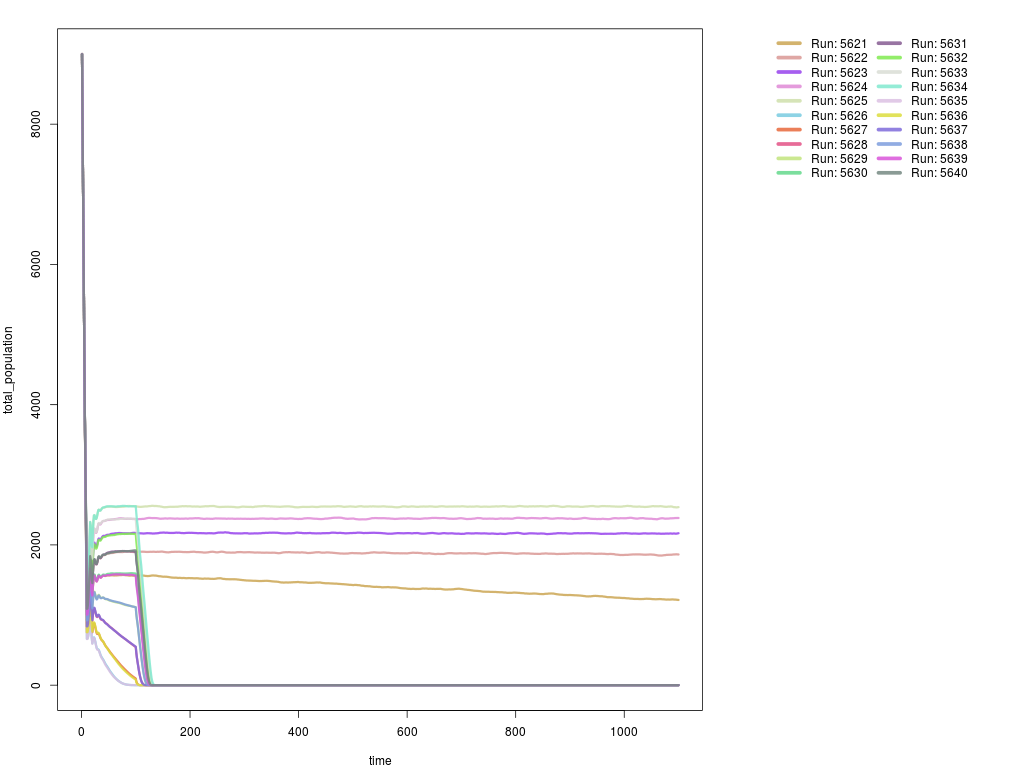 total_population
8000
6000
4000
2000
0
0
200
400
600
800
1000
time
Run: 5621
Run: 5622
Run: 5623
Run: 5624
Run: 5625
Run: 5626
Run: 5627
Run: 5628
Run: 5629
Run: 5630
Run: 5631
Run: 5632
Run: 5633
Run: 5634
Run: 5635
Run: 5636
Run: 5637
Run: 5638
Run: 5639
Run: 5640